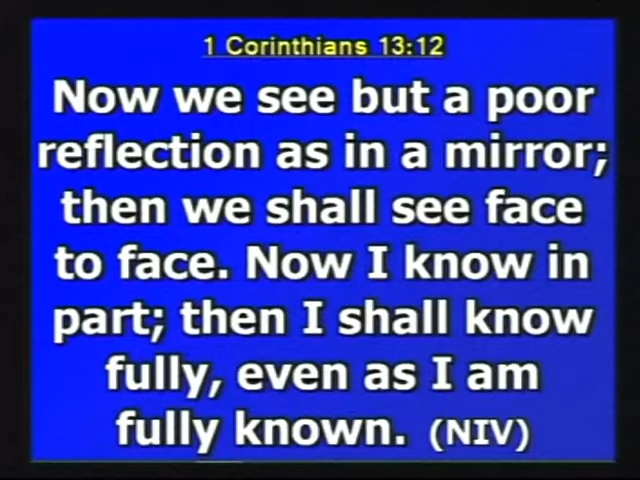 1 Corinthians 13:12
Now we see but a poor
reflection as in a mirror;
then we shall see face
to face. Now I know in
part; then I shall know
fully, even as I am
fully known. (NIV)